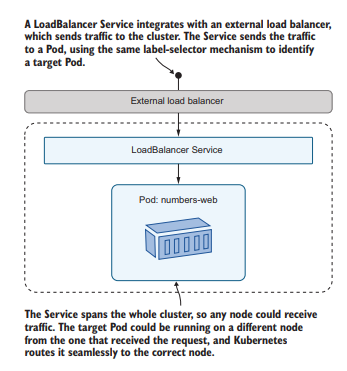 A LoadBalancer Service integrates with an external load balancer,
which sends traffic to the cluster. The Service sends the traffic
to a Pod, using the same label-selector mechanism to identify
a target Pod.
External load balancer
LoadBalancer Service
Pod: numbers-web
The Service spans the whole cluster, so any node could receive
traffic. The target Pod could be running on a different node
from the one that received the request, and Kubernetes
routes it seamlessly to the correct node.